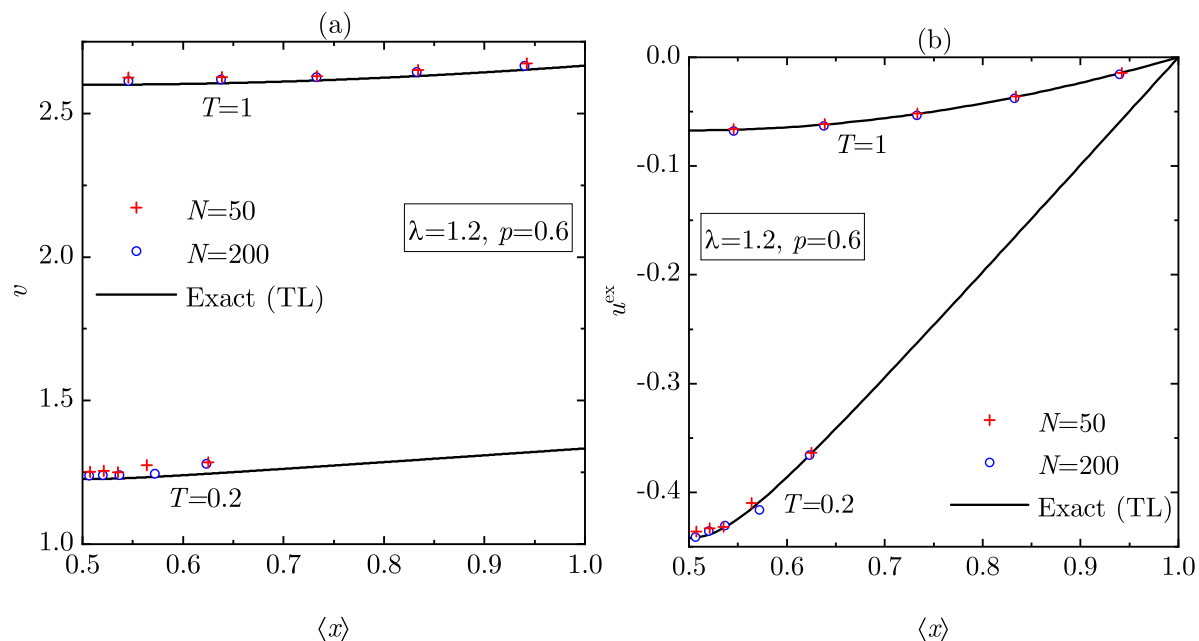 (a)
2.5
2.0
1.5
1.0
v
T=1
N=50
N=200
Exact (TL)
λ=1.2, p=0.6
T=0.2
0.5 0.6 0.7 0.8 0.9 1.0
⟨x⟩
(b)
0.0
-0.1
-0.2
-0.3
-0.4
u^ex
T=1
λ=1.2, p=0.6
N=50
N=200
Exact (TL)
T=0.2
0.5 0.6 0.7 0.8 0.9 1.0
⟨x⟩